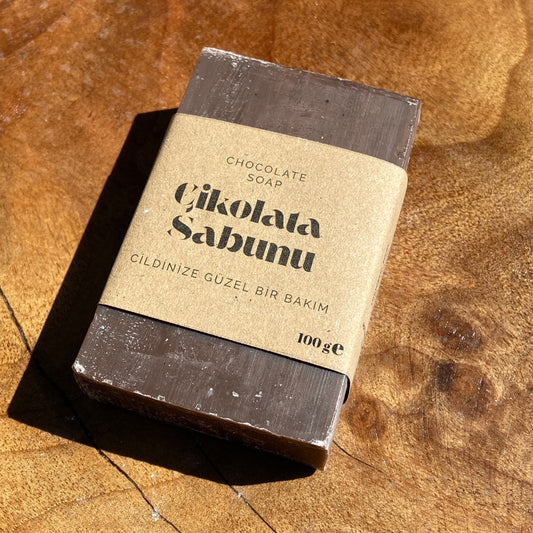 CHOCOLATE
SOAP
Çikolata
Sabunu
CİLDİNİZE GÜZEL BİR BAKIM
100g℮